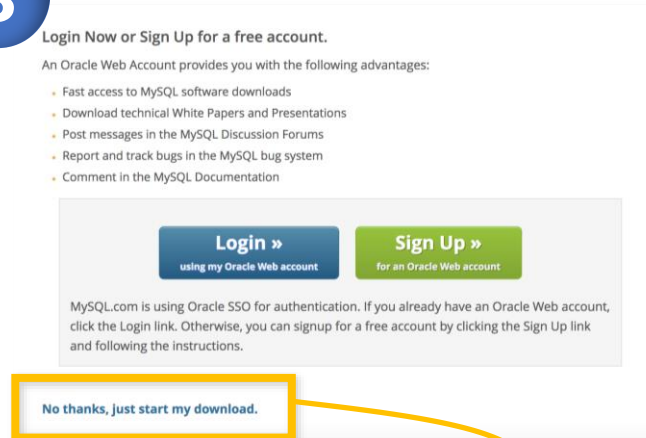 Login Now or Sign Up for a free account.
An Oracle Web Account provides you with the following advantages:
Fast access to MySQL software downloads
Download technical White Papers and Presentations
Post messages in the MySQL Discussion Forums
Report and track bugs in the MySQL bug system
Comment in the MySQL Documentation
Login »
using my Oracle Web account
Sign Up »
for an Oracle Web account
MySQL.com is using Oracle SSO for authentication. If you already have an Oracle Web account,
click the Login link. Otherwise, you can signup for a free account by clicking the Sign Up link
and following the instructions.
No thanks, just start my download.